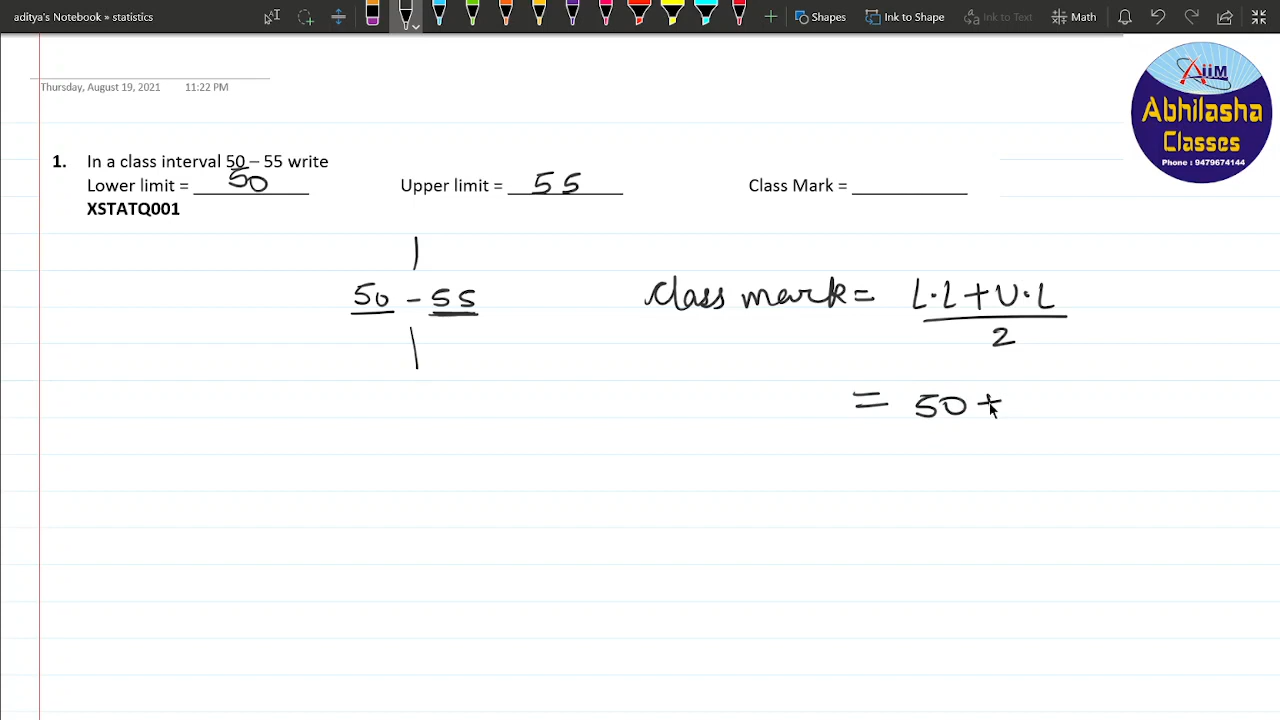 aditya's Notebook » statistics
Shapes Ink to Shape Ink to Text Math
Thursday, August 19, 2021 11:22 PM
AIIM
Abhilasha
Classes
Phone : 9479674144
1. In a class interval 50 – 55 write
Lower limit = 50 Upper limit = 55 Class Mark =
XSTATQ001
50 - 55
Class mark = L.L + U.L
2
= 50 +